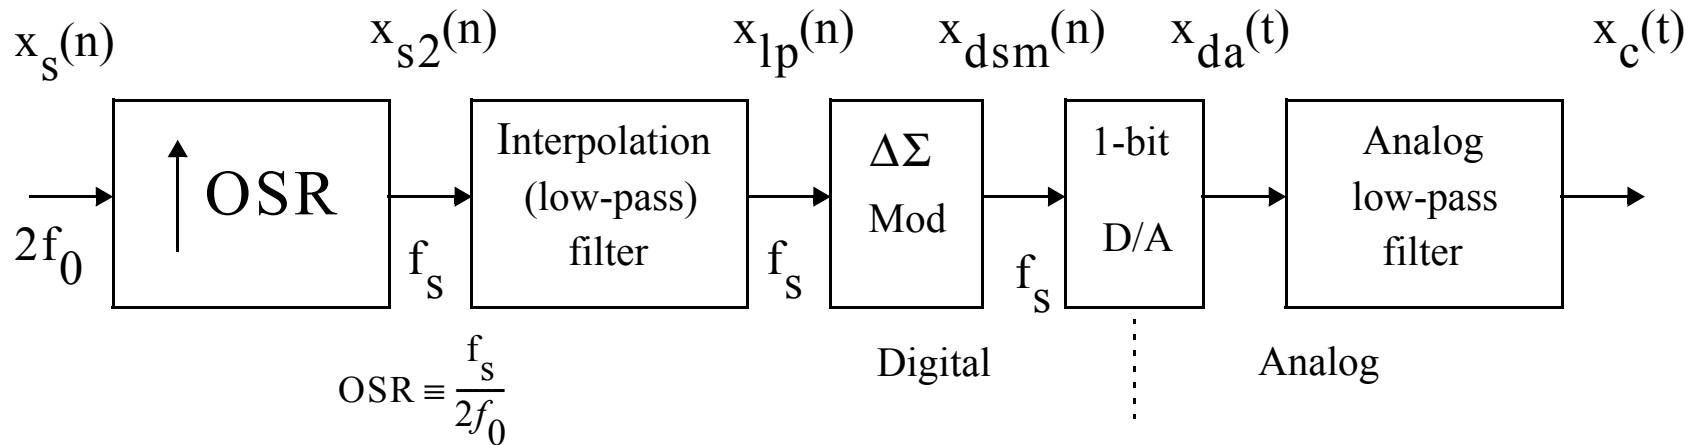 x_s(n) x_s2(n) x_lp(n) x_dsm(n) x_da(t) x_c(t)
↑ OSR
Interpolation
(low-pass)
filter
ΔΣ
Mod
1-bit
D/A
Analog
low-pass
filter
2f_0 f_s f_s f_s
Digital Analog
OSR ≡ f_s / 2f_0